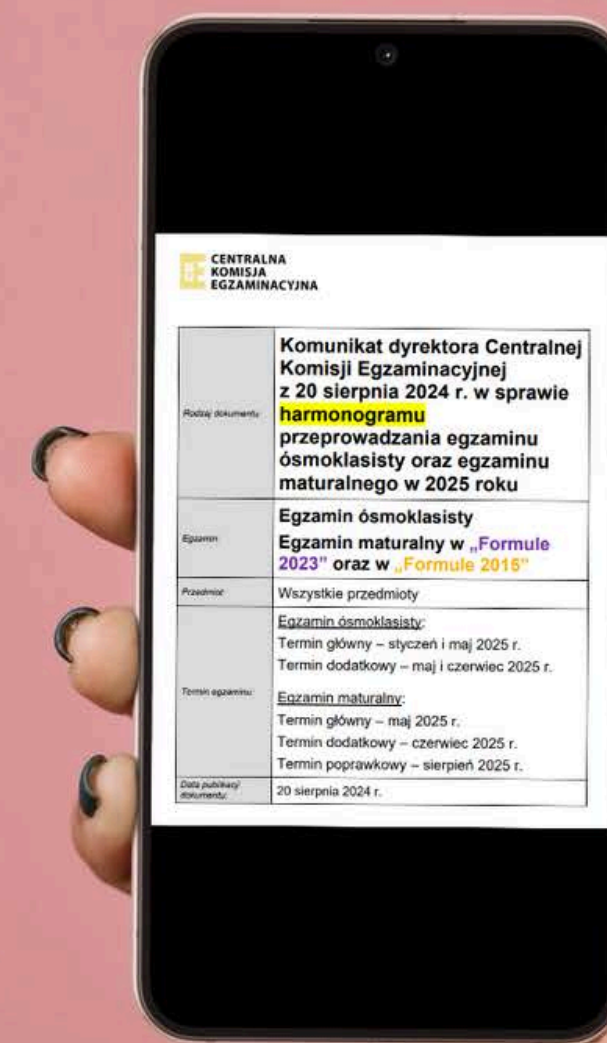 CENTRALNA
KOMISJA
EGZAMINACYJNA
Rodzaj dokumentu:
Komunikat dyrektora Centralnej
Komisji Egzaminacyjnej
z 20 sierpnia 2024 r. w sprawie
harmonogramu
przeprowadzania egzaminu
ósmoklasisty oraz egzaminu
maturalnego w 2025 roku
Egzamin:
Egzamin ósmoklasisty
Egzamin maturalny w „Formule
2023” oraz w „Formule 2015”
Przedmiot:
Wszystkie przedmioty
Termin egzaminu:
Egzamin ósmoklasisty:
Termin główny – styczeń i maj 2025 r.
Termin dodatkowy – maj i czerwiec 2025 r.
Egzamin maturalny:
Termin główny – maj 2025 r.
Termin dodatkowy – czerwiec 2025 r.
Termin poprawkowy – sierpień 2025 r.
Data publikacji
dokumentu:
20 sierpnia 2024 r.